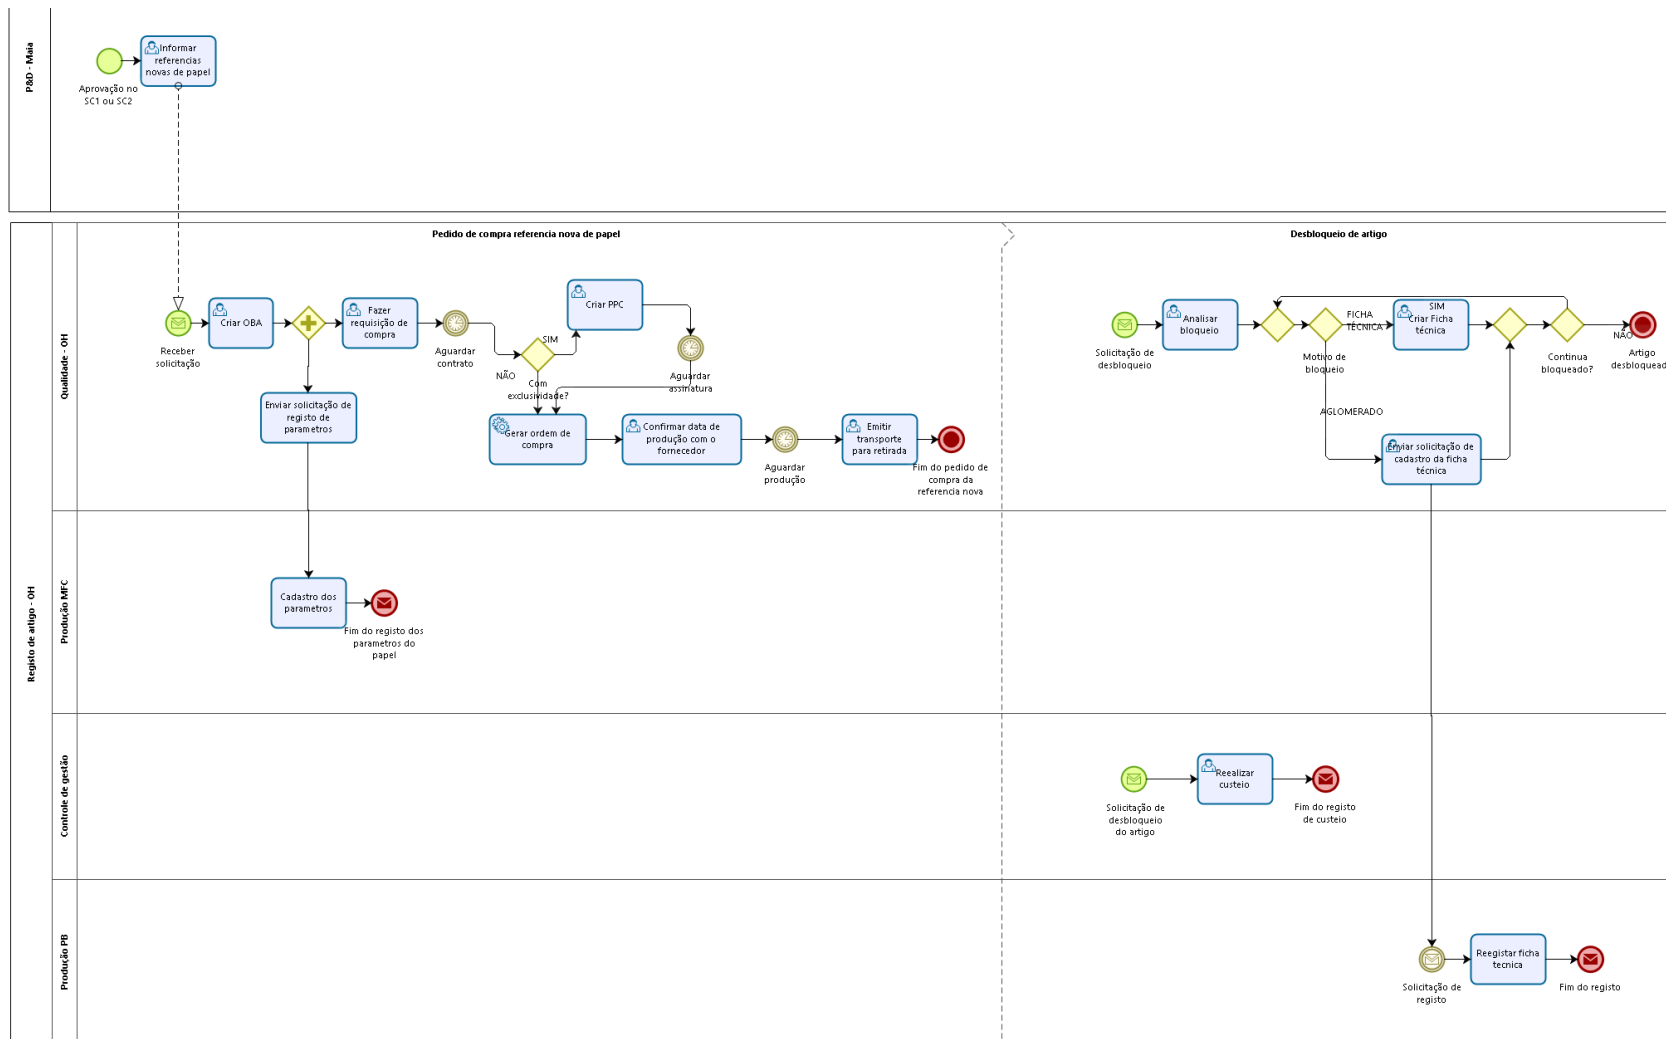 P&D - Maia
Informar
referencias
novas de papel
Aprovação no
SC1 ou SC2
Registo de artigo - OH
Pedido de compra referencia nova de papel
Desbloqueio de artigo
Qualidade - OH
Receber
solicitação
Criar OBA
Fazer
requisição de
compra
Aguardar
contrato
Enviar solicitação de
registo de
parametros
SIM
NÃO
Com
exclusividade?
Criar PPC
Aguardar
assinatura
Gerar ordem de
compra
Confirmar data de
produção com o
fornecedor
Aguardar
produção
Emitir
transporte
para retirada
Fim do pedido de
compra da
referencia nova
Solicitação de
desbloqueio
Analisar
bloqueio
Motivo de
bloqueio
FICHA
TÉCNICA
SIM
Criar Ficha
técnica
AGLOMERADO
Enviar solicitação de
cadastro da ficha
técnica
Continua
bloqueado?
NÃO
Artigo
desbloquead
Produção MFC
Cadastro dos
parametros
Fim do registo dos
parametros do
papel
Controle de gestão
Solicitação de
desbloqueio
do artigo
Reealizar
custeio
Fim do registo
de custeio
Produção PB
Solicitação de
registo
Reegistar ficha
tecnica
Fim do registo